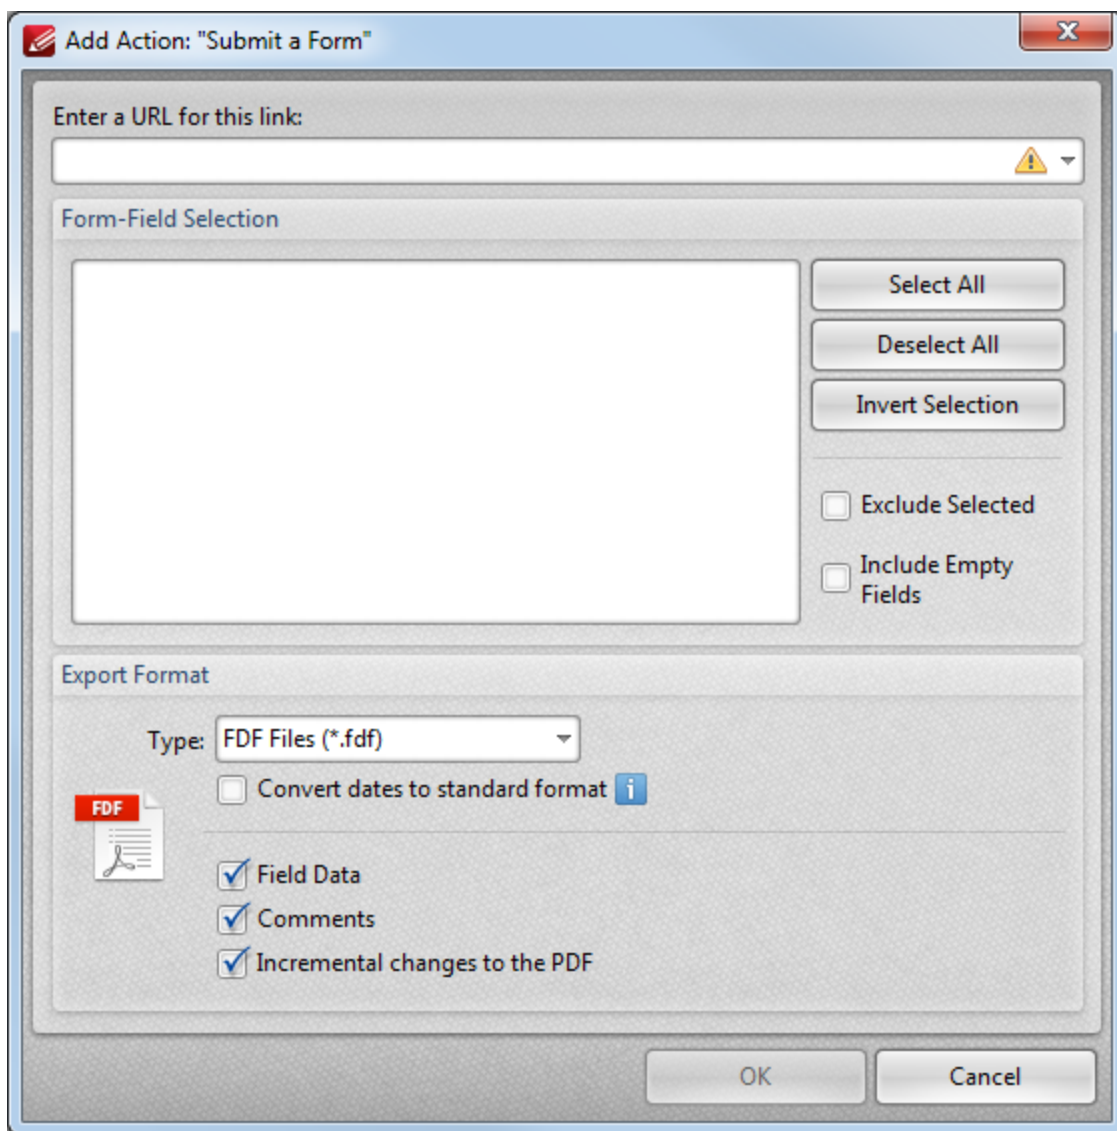 Add Action: "Submit a Form"
Enter a URL for this link:
Form-Field Selection
Select All
Deselect All
Invert Selection
Exclude Selected
Include Empty
Fields
Export Format
Type: FDF Files (*.fdf)
Convert dates to standard format
FDF
Field Data
Comments
Incremental changes to the PDF
OK
Cancel